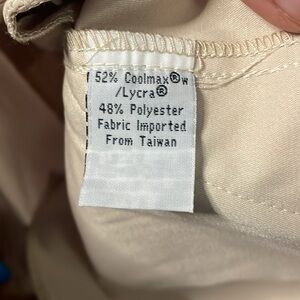 52% Coolmax®w
/Lycra®
48% Polyester
Fabric Imported
From Taiwan